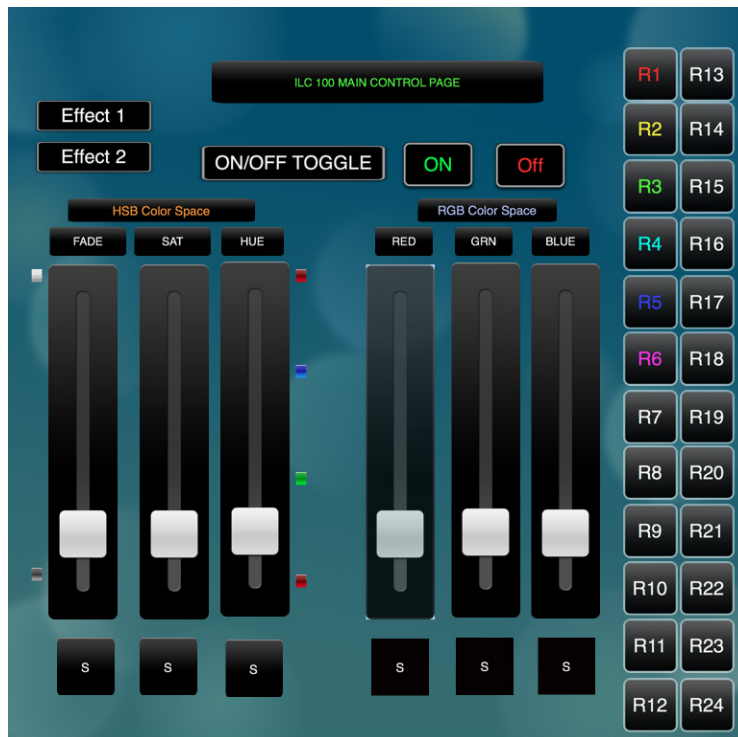 ILC 100 MAIN CONTROL PAGE
Effect 1
Effect 2
ON/OFF TOGGLE
ON
Off
HSB Color Space
RGB Color Space
FADE
SAT
HUE
RED
GRN
BLUE
S
S
S
S
S
S
R1
R13
R2
R14
R3
R15
R4
R16
R5
R17
R6
R18
R7
R19
R8
R20
R9
R21
R10
R22
R11
R23
R12
R24